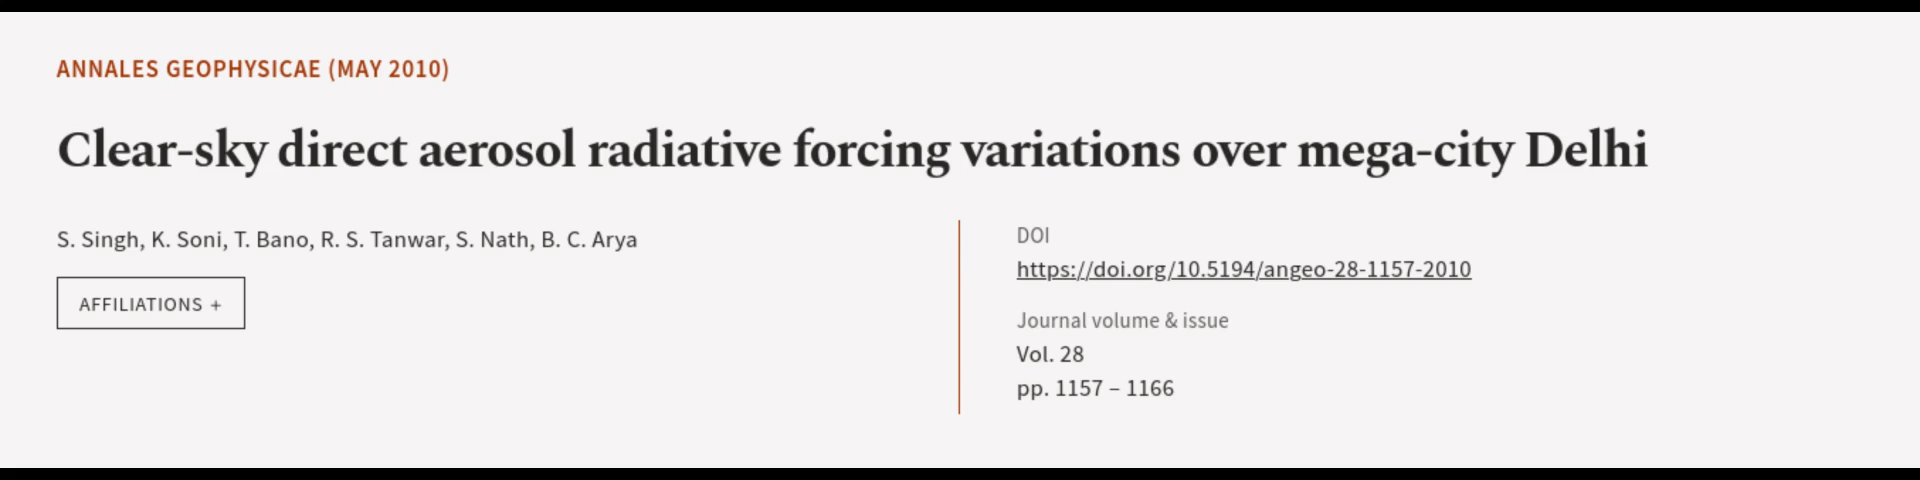 ANNALES GEOPHYSICAE (MAY 2010)
Clear-sky direct aerosol radiative forcing variations over mega-city Delhi
S. Singh, K. Soni, T. Bano, R. S. Tanwar, S. Nath, B. C. Arya
AFFILIATIONS +
DOI
https://doi.org/10.5194/angeo-28-1157-2010
Journal volume & issue
Vol. 28
pp. 1157 – 1166